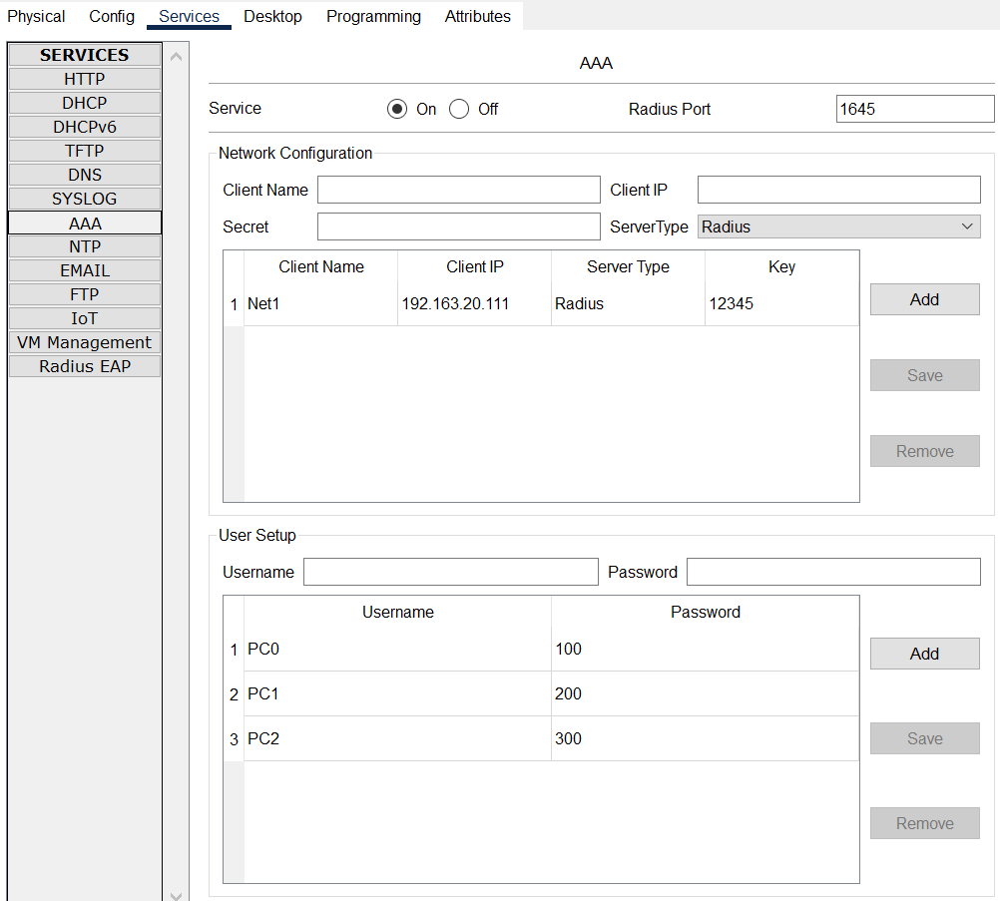 Physical Config Services Desktop Programming Attributes
SERVICES
HTTP
DHCP
DHCPv6
TFTP
DNS
SYSLOG
AAA
NTP
EMAIL
FTP
IoT
VM Management
Radius EAP
AAA
Service On Off Radius Port 1645
Network Configuration
Client Name Client IP
Secret ServerType Radius
Client Name Client IP Server Type Key
1 Net1 192.163.20.111 Radius 12345
Add
Save
Remove
User Setup
Username Password
Username Password
1 PC0 100
2 PC1 200
3 PC2 300
Add
Save
Remove